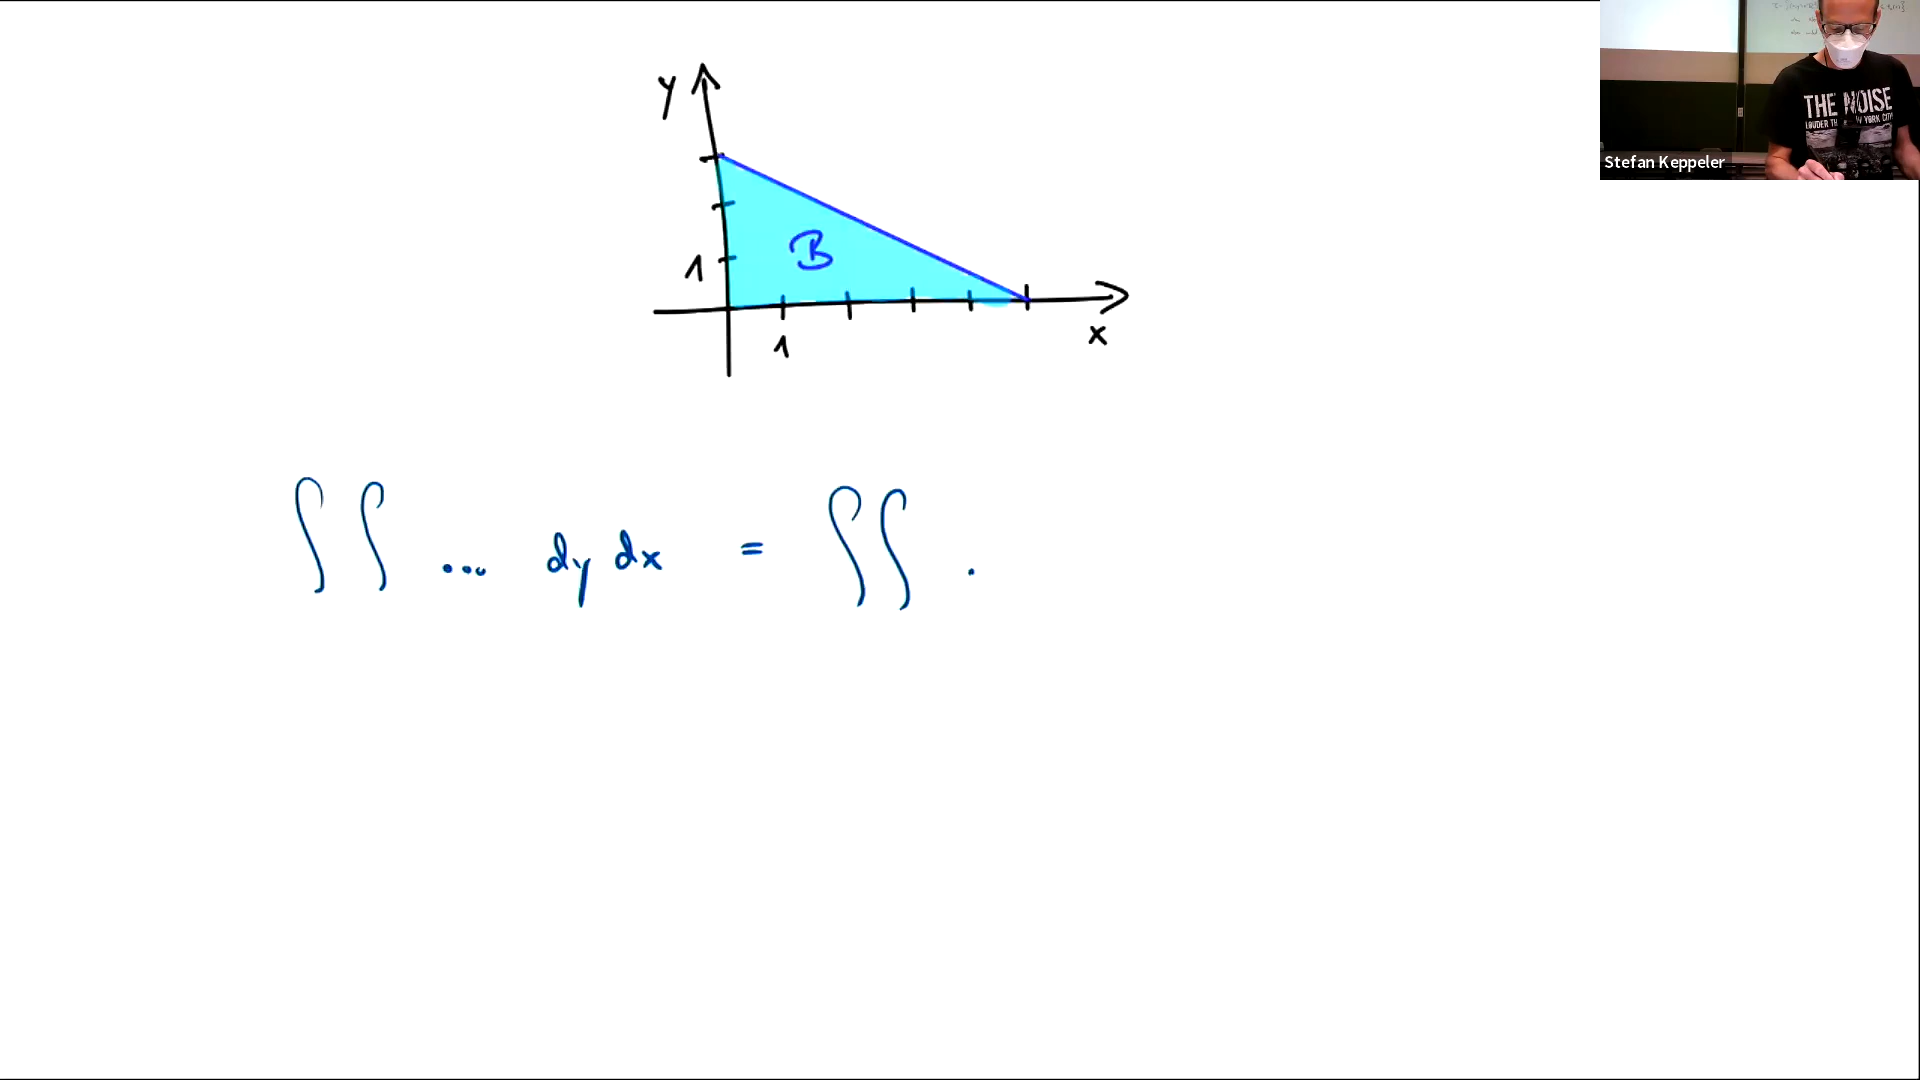 y
THE NOISE
Stefan Keppeler
B
1
1
x
∫ ∫ ... dy dx = ∫ ∫ .